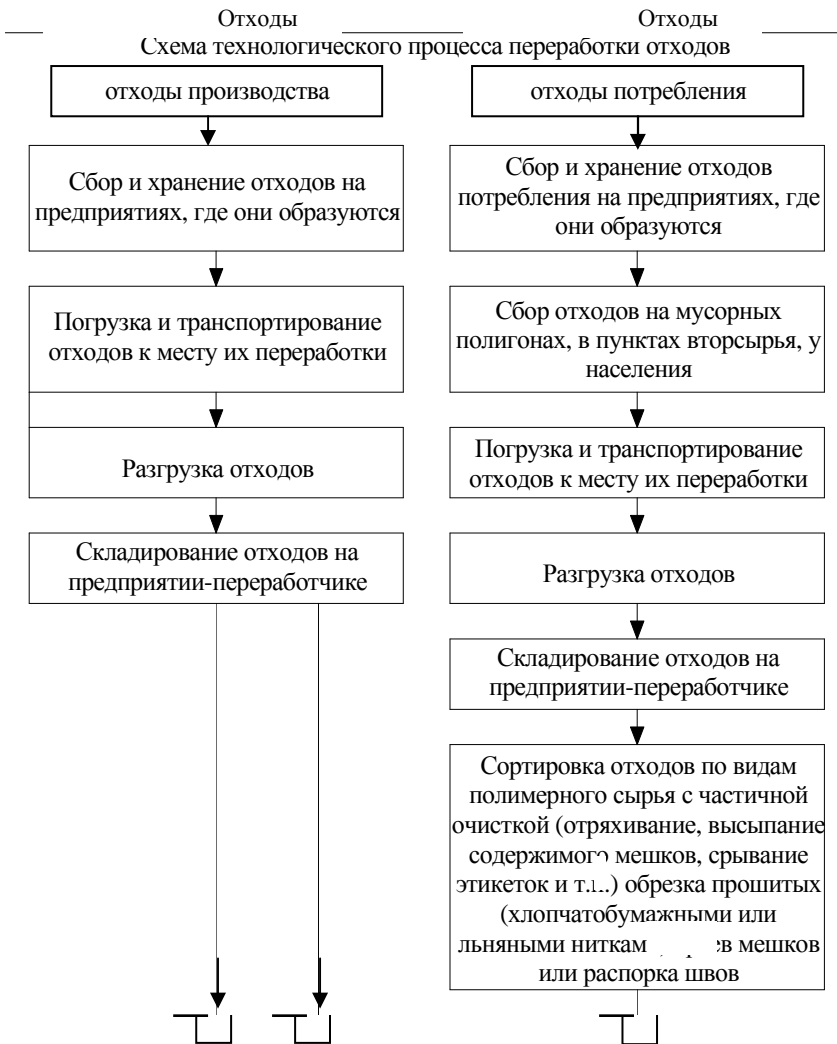 Отходы
Отходы
Схема технологического процесса переработки отходов
отходы производства
Сбор и хранение отходов на
предприятиях, где они образуются
Погрузка и транспортирование
отходов к месту их переработки
Разгрузка отходов
Складирование отходов на
предприятии-переработчике
отходы потребления
Сбор и хранение отходов
потребления на предприятиях, где
они образуются
Сбор отходов на мусорных
полигонах, в пунктах вторсырья, у
населения
Погрузка и транспортирование
отходов к месту их переработки
Разгрузка отходов
Складирование отходов на
предприятии-переработчике
Сортировка отходов по видам
полимерного сырья с частичной
очисткой (отряхивание, высыпание
содержимого мешков, срывание
этикеток и т.п.) обрезка прошитых
(хлопчатобумажными или
льняными мешков
или распорка швов